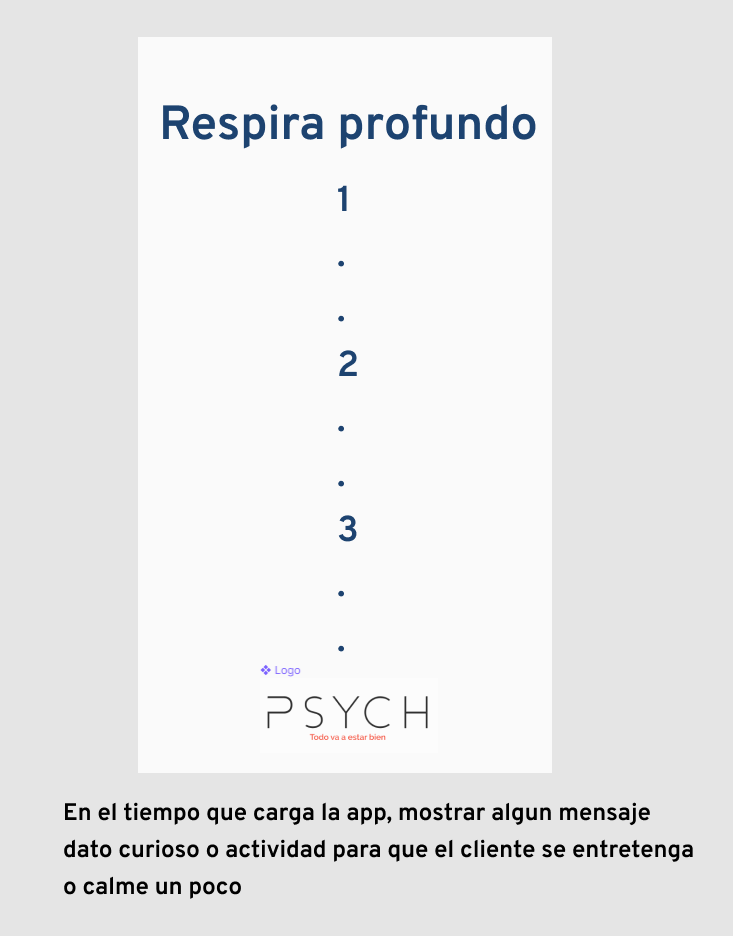 Respira profundo
1
.
.
2
.
.
3
.
.
Logo
PSYCH
Todo va a estar bien
En el tiempo que carga la app, mostrar algun mensaje
dato curioso o actividad para que el cliente se entretenga
o calme un poco